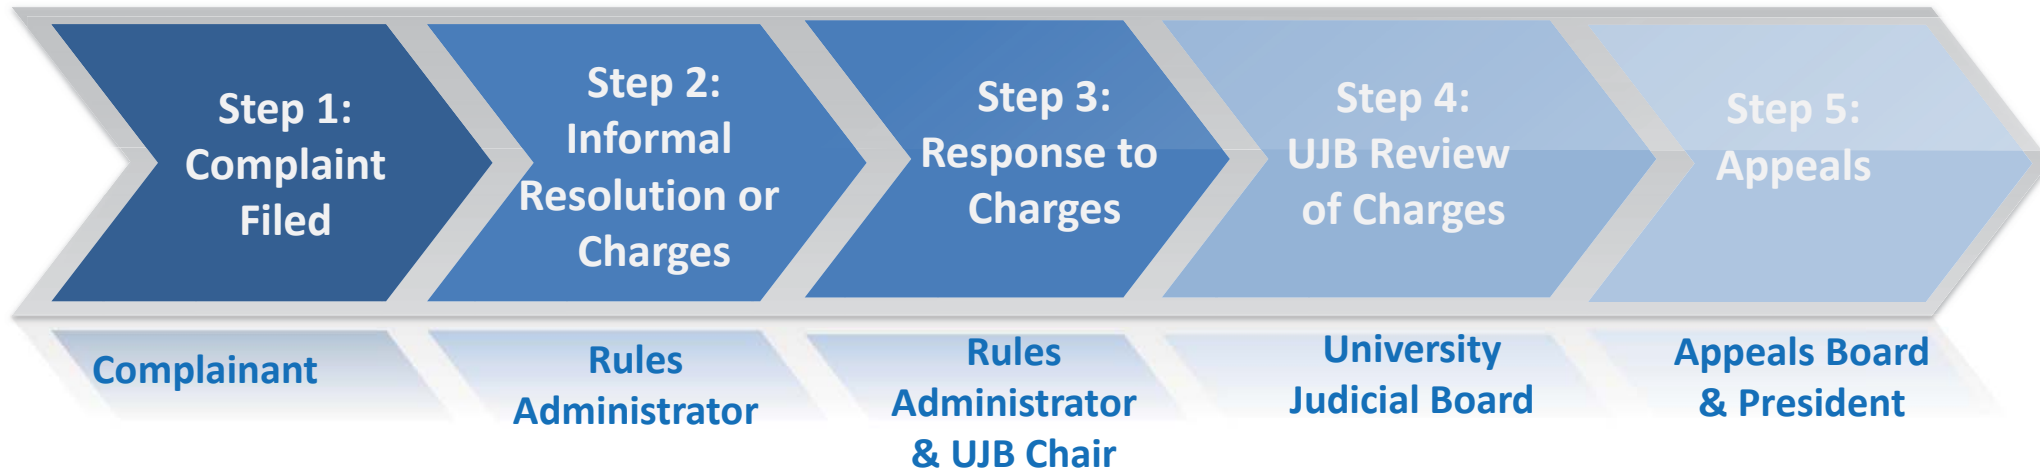 Step 1:
Complaint
Filed
Step 2:
Informal
Resolution or
Charges
Step 3:
Response to
Charges
Step 4:
UJB Review
of Charges
Step 5:
Appeals
Complainant
Rules
Administrator
Rules
Administrator
& UJB Chair
University
Judicial Board
Appeals Board
& President